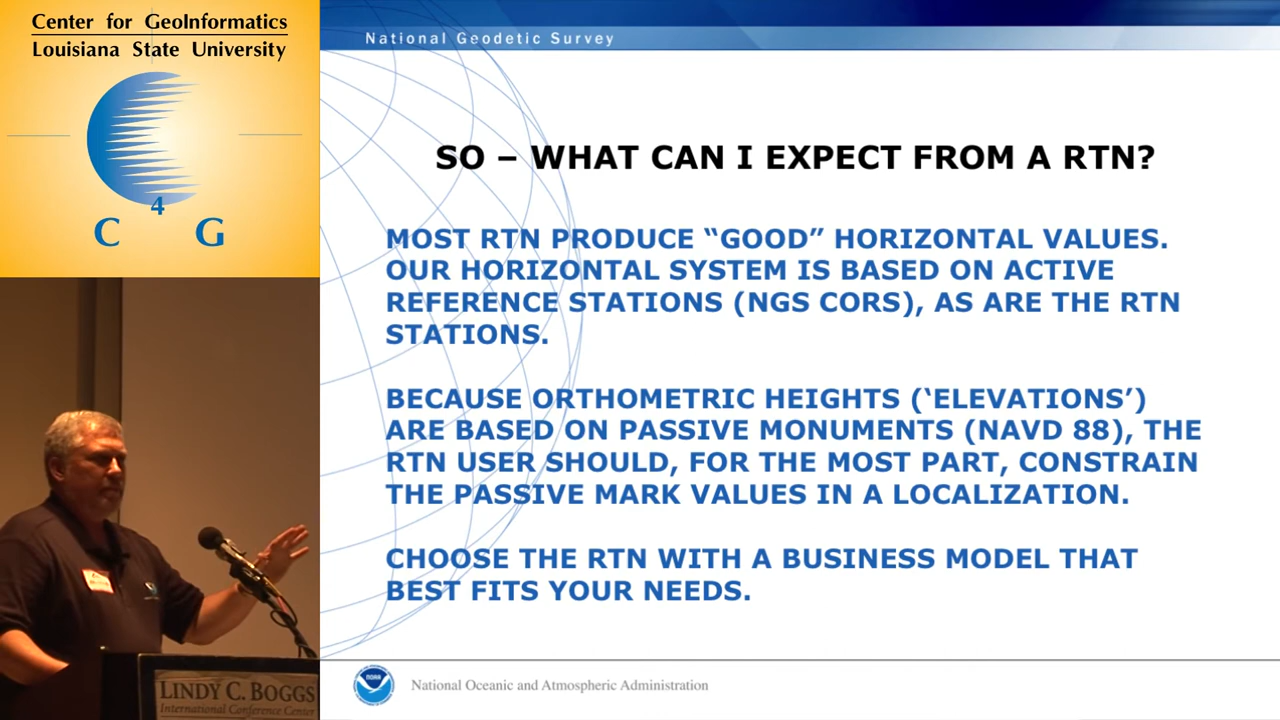 Center for GeoInformatics
Louisiana State University
C 4 G
National Geodetic Survey
SO – WHAT CAN I EXPECT FROM A RTN?
MOST RTN PRODUCE “GOOD” HORIZONTAL VALUES.
OUR HORIZONTAL SYSTEM IS BASED ON ACTIVE
REFERENCE STATIONS (NGS CORS), AS ARE THE RTN
STATIONS.
BECAUSE ORTHOMETRIC HEIGHTS (‘ELEVATIONS’)
ARE BASED ON PASSIVE MONUMENTS (NAVD 88), THE
RTN USER SHOULD, FOR THE MOST PART, CONSTRAIN
THE PASSIVE MARK VALUES IN A LOCALIZATION.
CHOOSE THE RTN WITH A BUSINESS MODEL THAT
BEST FITS YOUR NEEDS.
NOAA
National Oceanic and Atmospheric Administration
LINDY C. BOGGS
International Conference Center